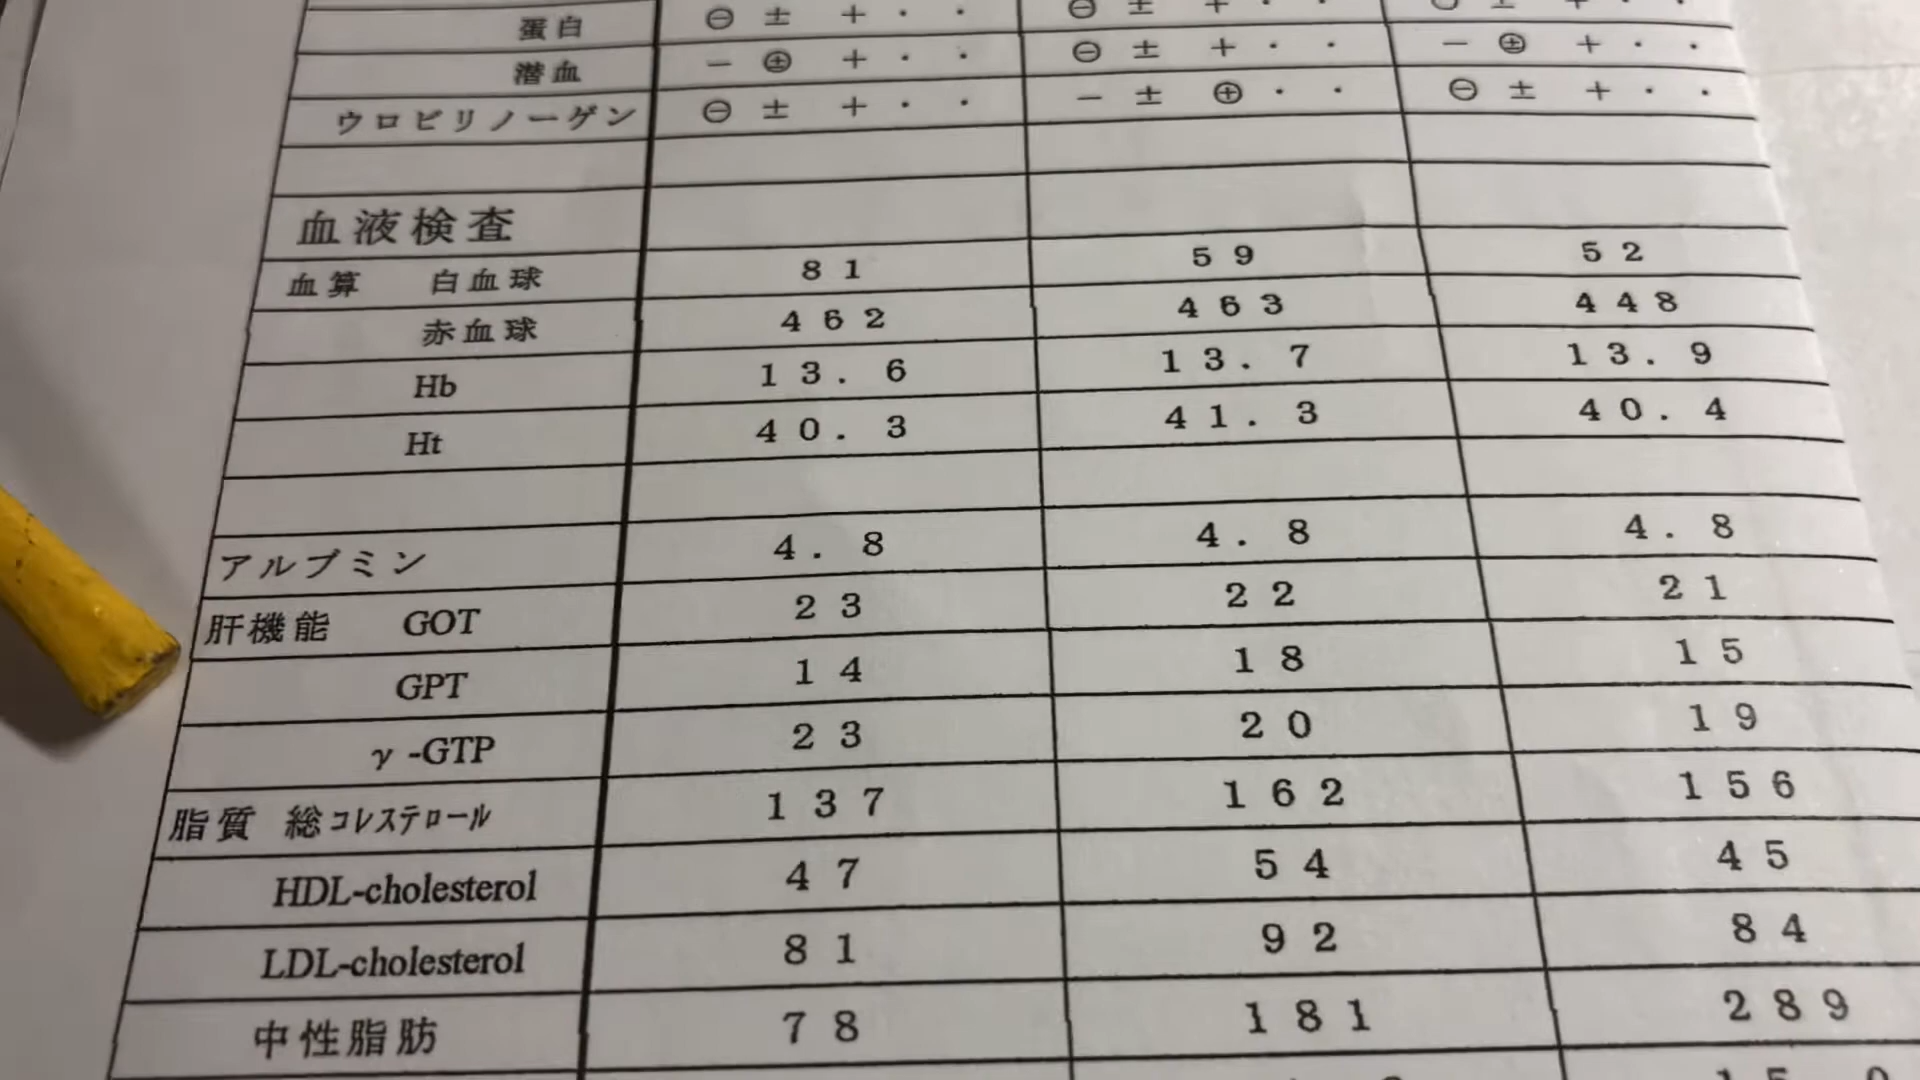 蛋白 ⊖ ± + ・ ・ ⊖ ± + ・ ・ ± + ・ ・
潜血 － ⊕ + ・ ・ ⊖ ± + ・ ・ － ⊕ + ・ ・
ウロビリノーゲン ⊖ ± + ・ ・ － ± ⊕ ・ ・ ⊖ ± + ・ ・
血液検査
血算 白血球 81 59 52
赤血球 462 463 448
Hb 13.6 13.7 13.9
Ht 40.3 41.3 40.4
アルブミン 4.8 4.8 4.8
肝機能 GOT 23 22 21
GPT 14 18 15
γ-GTP 23 20 19
脂質 総コレステロール 137 162 156
HDL-cholesterol 47 54 45
LDL-cholesterol 81 92 84
中性脂肪 78 181 289